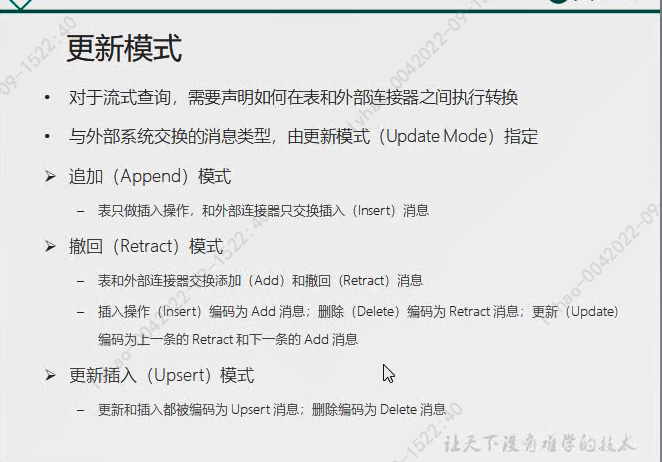 更新模式
• 对于流式查询，需要声明如何在表和外部连接器之间执行转换
• 与外部系统交换的消息类型，由更新模式（Update Mode）指定
➢ 追加（Append）模式
– 表只做插入操作，和外部连接器只交换插入（Insert）消息
➢ 撤回（Retract）模式
– 表和外部连接器交换添加（Add）和撤回（Retract）消息
– 插入操作（Insert）编码为 Add 消息；删除（Delete）编码为 Retract 消息；更新（Update）
编码为上一条的 Retract 和下一条的 Add 消息
➢ 更新插入（Upsert）模式
– 更新和插入都被编码为 Upsert 消息；删除编码为 Delete 消息
让天下没有难学的技术